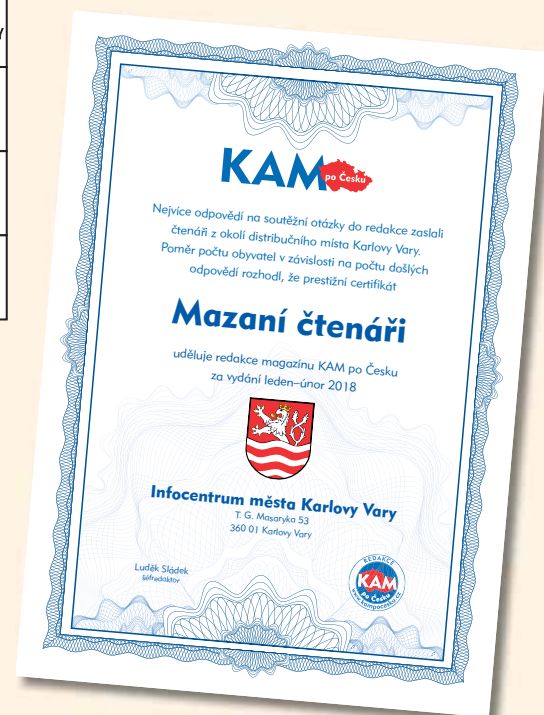 Y
KAM po Česku
Nejvíce odpovědí na soutěžní otázky do redakce zaslali
čtenáři z okolí distribučního místa Karlovy Vary.
Poměr počtu obyvatel v závislosti na počtu došlých
odpovědí rozhodl, že prestižní certifikát
Mazaní čtenáři
uděluje redakce magazínu KAM po Česku
za vydání leden–únor 2018
Infocentrum města Karlovy Vary
T. G. Masaryka 53
360 01 Karlovy Vary
Luděk Sládek
šéfredaktor
REDAKCE
KAM
po Česku
www.kampocesku.cz